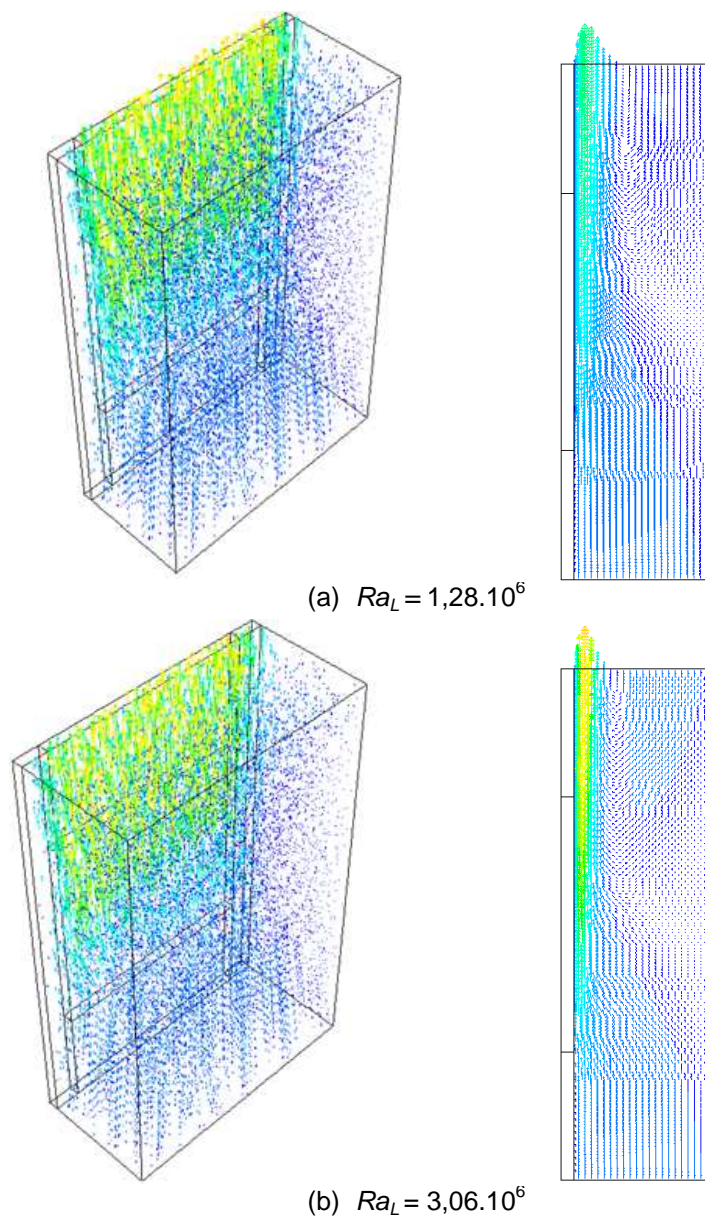 (a) Ra_L = 1,28.10^6
(b) Ra_L = 3,06.10^6